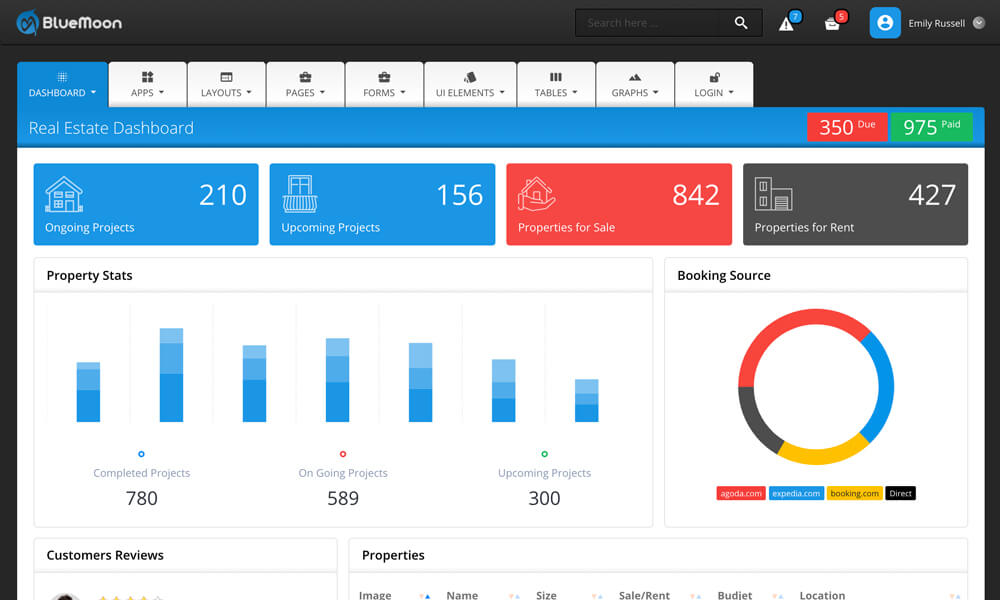 BlueMoon
Search here ...
7
5
Emily Russell
DASHBOARD
APPS
LAYOUTS
PAGES
FORMS
UI ELEMENTS
TABLES
GRAPHS
LOGIN
Real Estate Dashboard
350 Due
975 Paid
210
Ongoing Projects
156
Upcoming Projects
842
Properties for Sale
427
Properties for Rent
Property Stats
Booking Source
Completed Projects
780
On Going Projects
589
Upcoming Projects
300
agoda.com
expedia.com
booking.com
Direct
Customers Reviews
Properties
Image
Name
Size
Sale/Rent
Budjet
Location